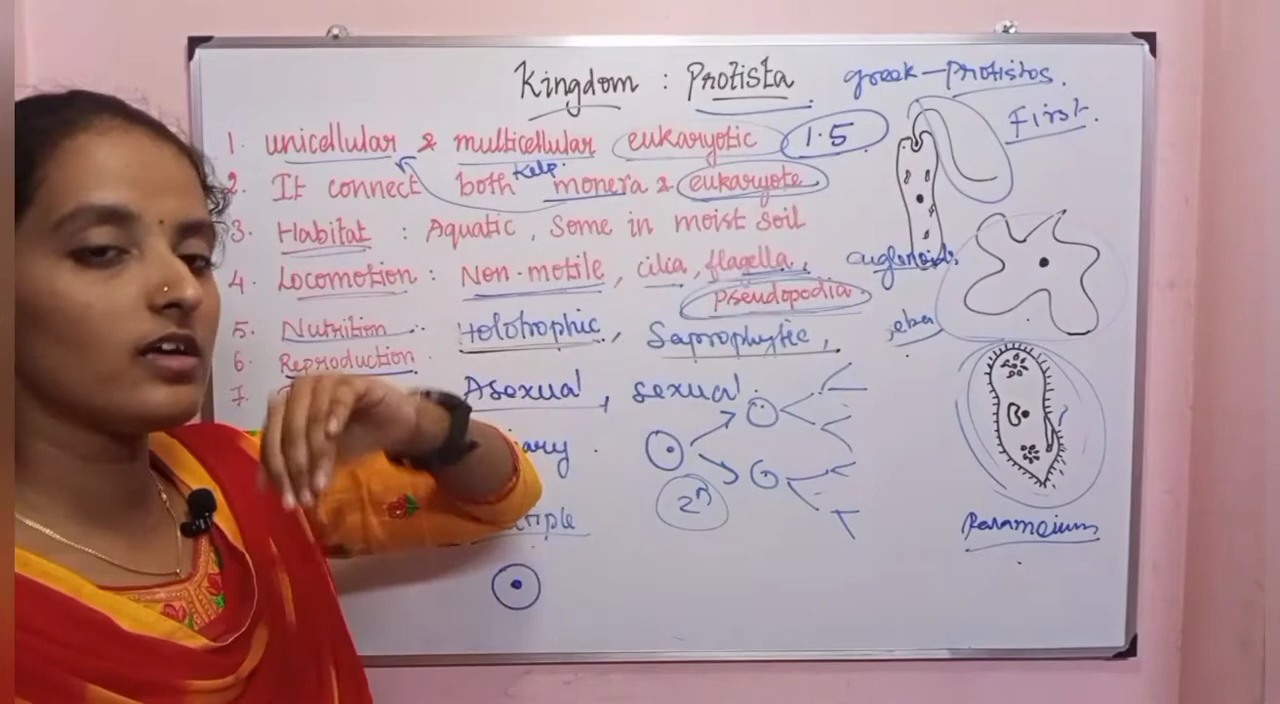 Kingdom : Protista greek - Protistos.
First.
1. unicellular & multicellular eukaryotic 1.5
Kelp.
2. It connect both monera & eukaryote
3. Habitat : Aquatic, Some in moist soil
4. Locomotion : Non-motile, cilia, flagella, euglenoids,
Pseudopodia
5. Nutrition : Holotrophic, Saprophytic,
6. Reproduction.
7. Asexual, sexual.
2n
Paramoium